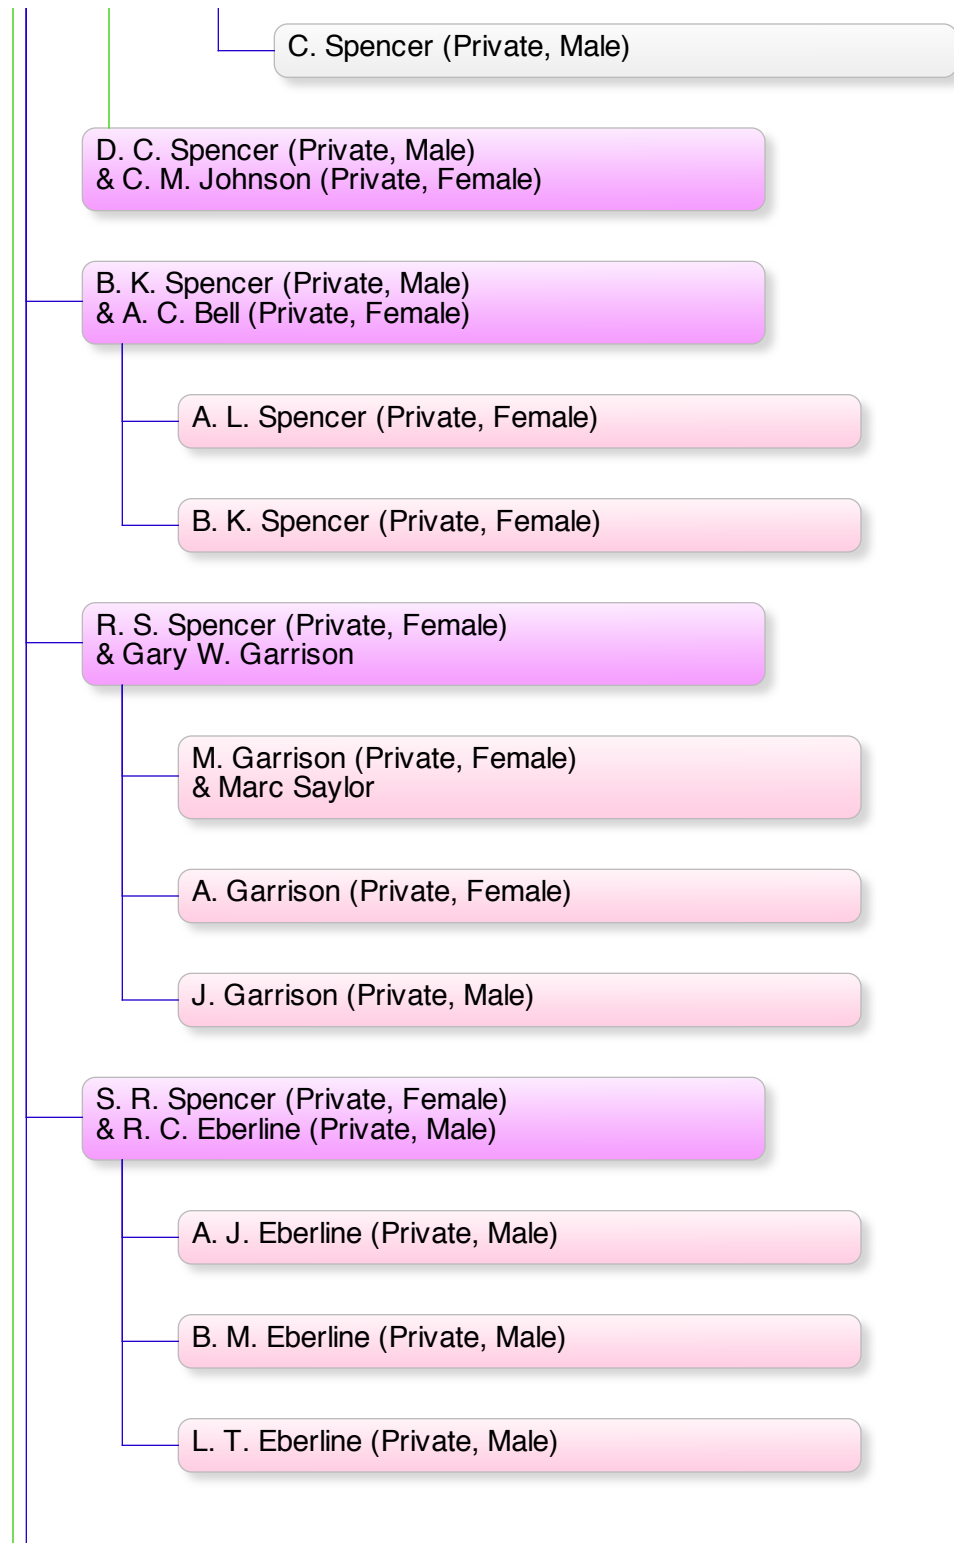 C. Spencer (Private, Male)
D. C. Spencer (Private, Male)
& C. M. Johnson (Private, Female)
B. K. Spencer (Private, Male)
& A. C. Bell (Private, Female)
A. L. Spencer (Private, Female)
B. K. Spencer (Private, Female)
R. S. Spencer (Private, Female)
& Gary W. Garrison
M. Garrison (Private, Female)
& Marc Saylor
A. Garrison (Private, Female)
J. Garrison (Private, Male)
S. R. Spencer (Private, Female)
& R. C. Eberline (Private, Male)
A. J. Eberline (Private, Male)
B. M. Eberline (Private, Male)
L. T. Eberline (Private, Male)